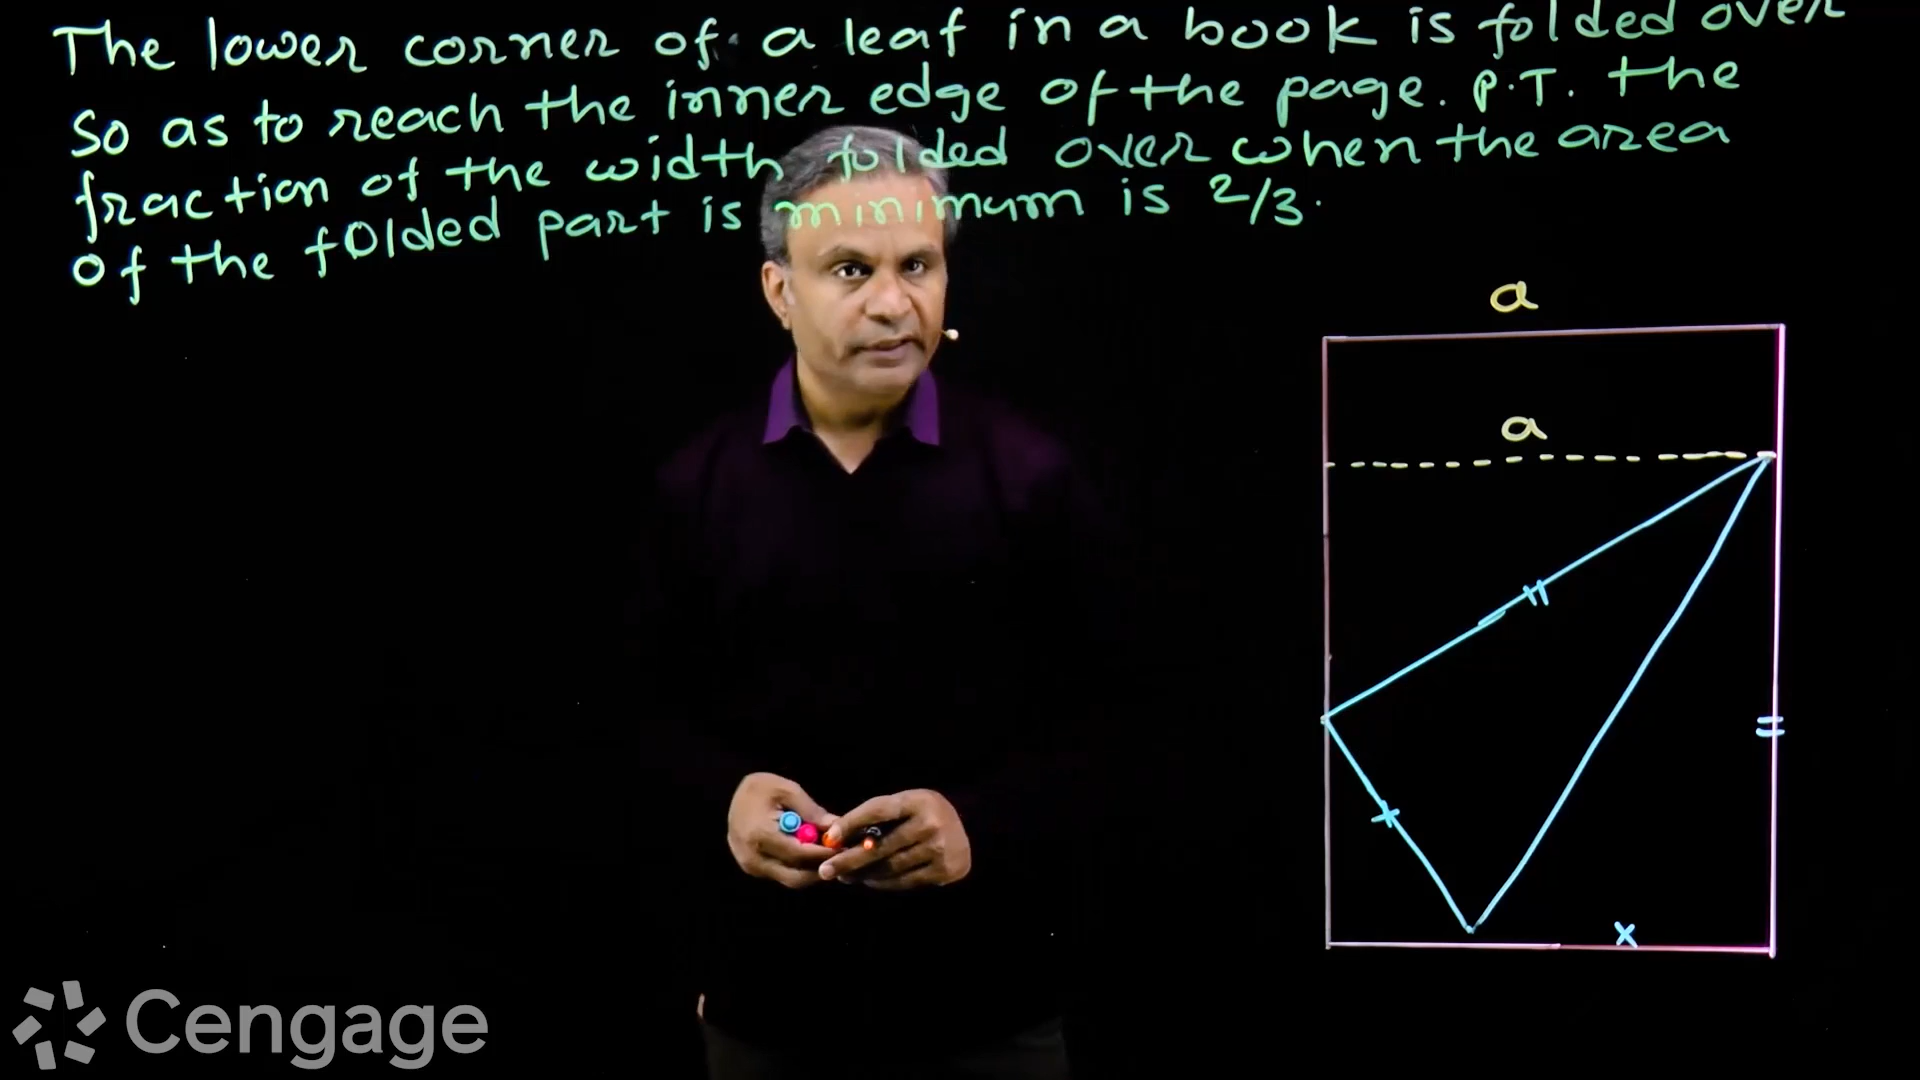 The lower corner of a leaf in a book is folded over
so as to reach the inner edge of the page. P.T. the
fraction of the width folded over when the area
of the folded part is minimum is 2/3.
a
a
x
Cengage